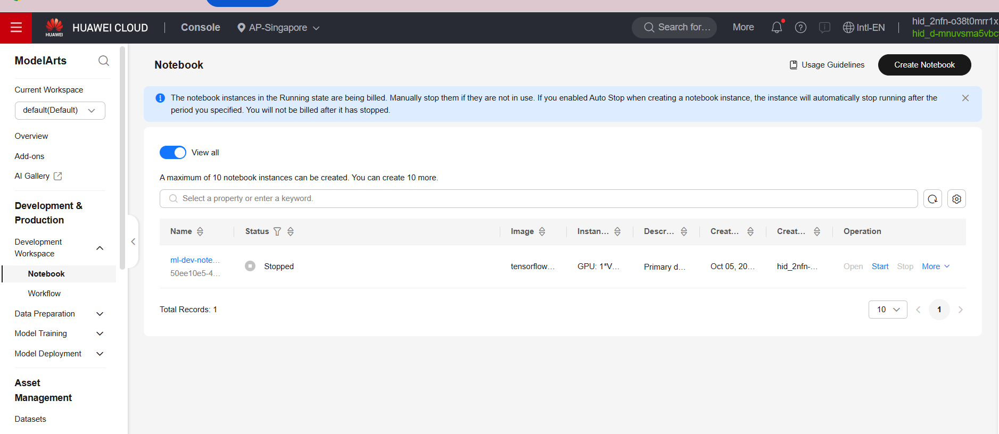 HUAWEI
HUAWEI CLOUD
Console
AP-Singapore
Search for...
More
Intl-EN
hid_2nfn-o38t0mrr1x
hid_d-mnuvsma5vbc
ModelArts
Current Workspace
default(Default)
Overview
Add-ons
AI Gallery
Development &
Production
Development
Workspace
Notebook
Workflow
Data Preparation
Model Training
Model Deployment
Asset
Management
Datasets
Notebook
Usage Guidelines
Create Notebook
The notebook instances in the Running state are being billed. Manually stop them if they are not in use. If you enabled Auto Stop when creating a notebook instance, the instance will automatically stop running after the
period you specified. You will not be billed after it has stopped.
View all
A maximum of 10 notebook instances can be created. You can create 10 more.
Select a property or enter a keyword.
Name Status Image Instan... Descr... Creat... Creat... Operation
ml-dev-note...
50ee10e5-4...
Stopped tensorflow... GPU: 1*V... Primary d... Oct 05, 20... hid_2nfn-... Open Start Stop More
Total Records: 1
10
1